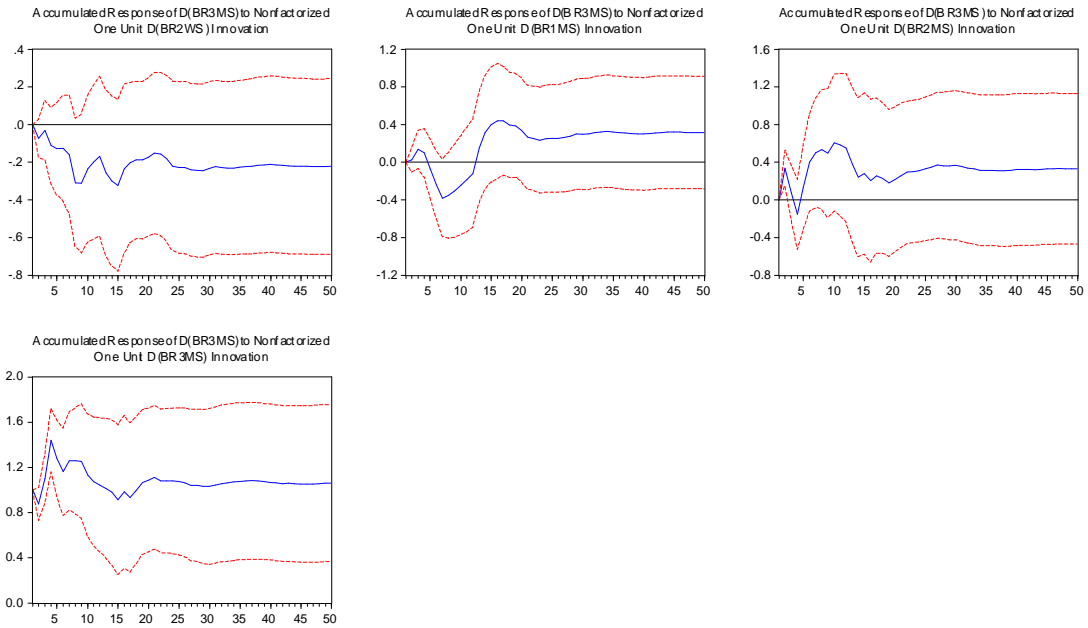 Accumulated Response of D(BR3MS) to Nonfactorized
One Unit D(BR2WS) Innovation
.4
.2
.0
-.2
-.4
-.6
-.8
5 10 15 20 25 30 35 40 45 50
Accumulated Response of D(BR3MS) to Nonfactorized
One Unit D(BR1MS) Innovation
1.2
0.8
0.4
0.0
-0.4
-0.8
-1.2
5 10 15 20 25 30 35 40 45 50
Accumulated Response of D(BR3MS) to Nonfactorized
One Unit D(BR2MS) Innovation
1.6
1.2
0.8
0.4
0.0
-0.4
-0.8
5 10 15 20 25 30 35 40 45 50
Accumulated Response of D(BR3MS) to Nonfactorized
One Unit D(BR3MS) Innovation
2.0
1.6
1.2
0.8
0.4
0.0
5 10 15 20 25 30 35 40 45 50